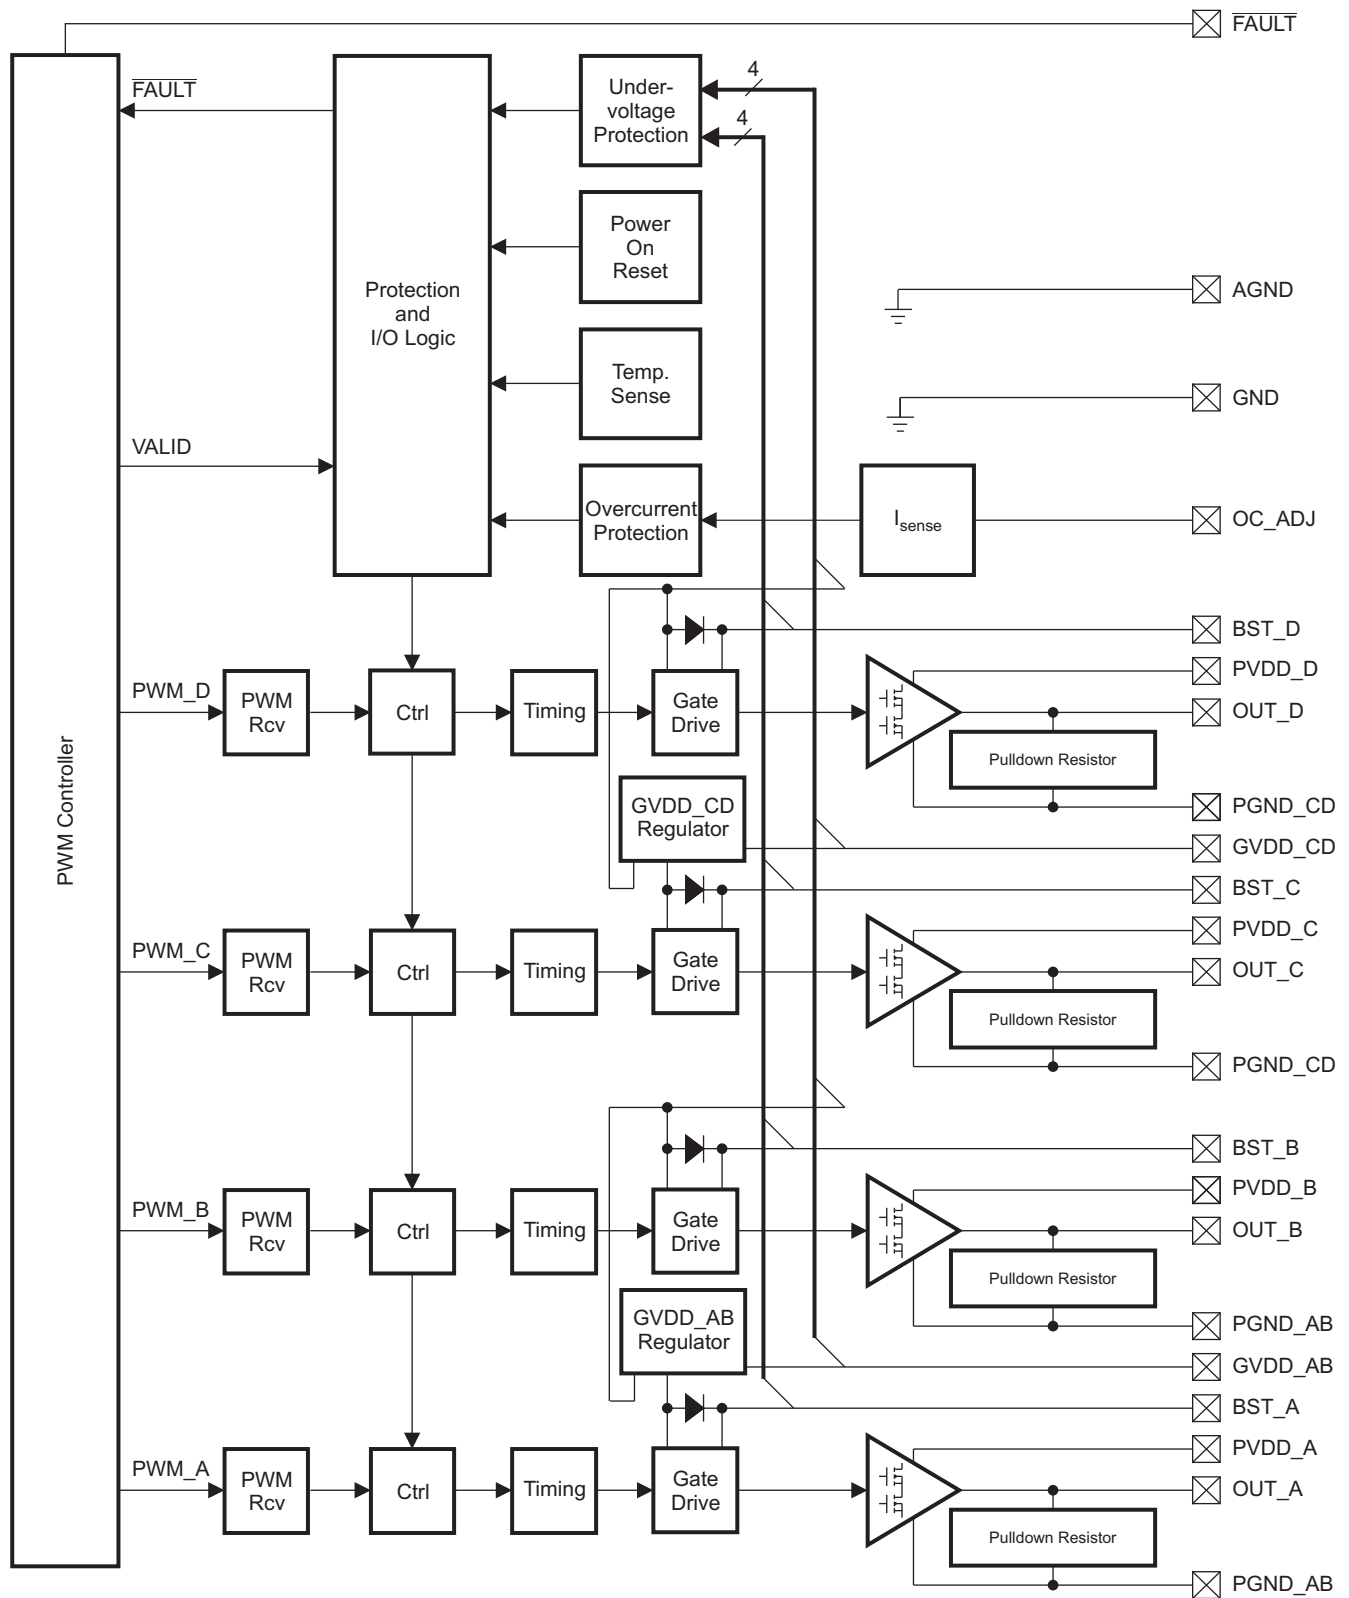 FAULT
FAULT
Under-
voltage
Protection
4
4
Power
On
Reset
Protection
and
I/O Logic
AGND
Temp.
Sense
GND
VALID
Overcurrent
Protection
Isense
OC_ADJ
BST_D
PVDD_D
PWM_D
PWM
Rcv
Ctrl
Timing
Gate
Drive
OUT_D
Pulldown Resistor
PWM Controller
GVDD_CD
Regulator
PGND_CD
GVDD_CD
BST_C
PVDD_C
PWM_C
PWM
Rcv
Ctrl
Timing
Gate
Drive
OUT_C
Pulldown Resistor
PGND_CD
BST_B
PVDD_B
PWM_B
PWM
Rcv
Ctrl
Timing
Gate
Drive
OUT_B
Pulldown Resistor
GVDD_AB
Regulator
PGND_AB
GVDD_AB
BST_A
PVDD_A
PWM_A
PWM
Rcv
Ctrl
Timing
Gate
Drive
OUT_A
Pulldown Resistor
PGND_AB